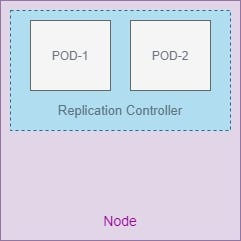 POD-1
POD-2
Replication Controller
Node